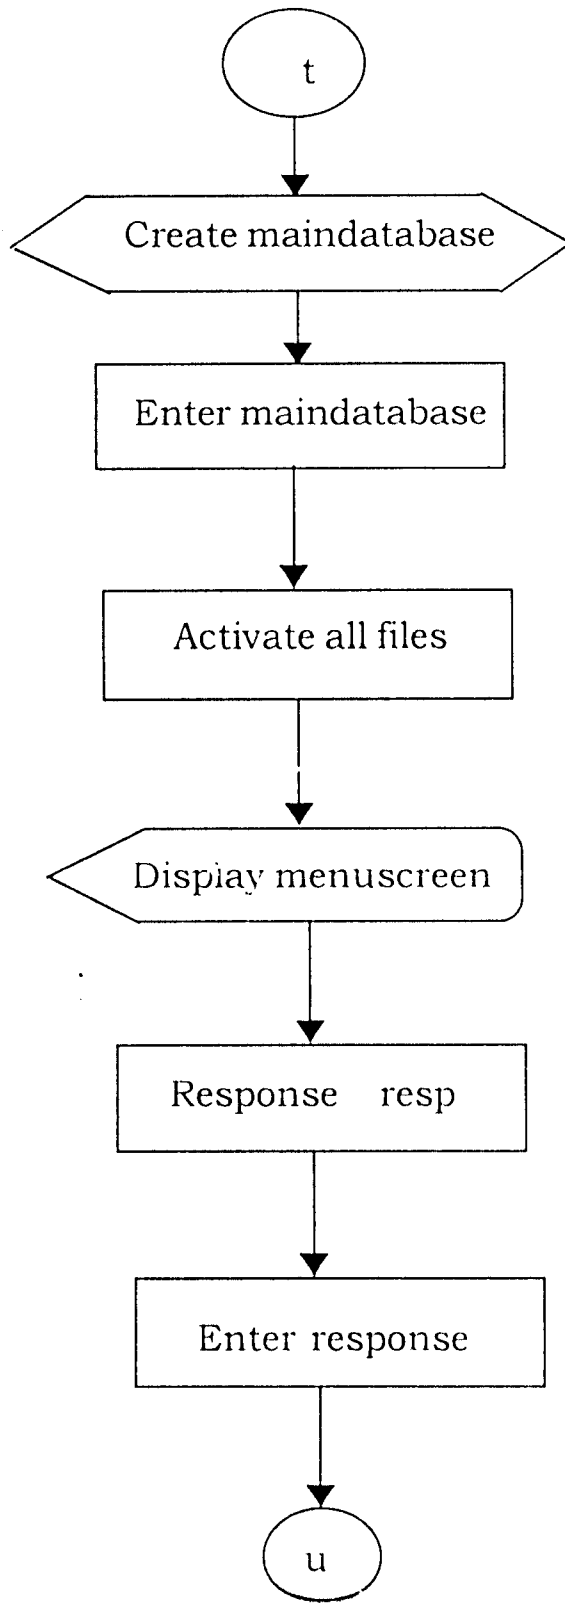 t
Create maindatabase
Enter maindatabase
Activate all files
Display menuscreen
Response resp
Enter response
u